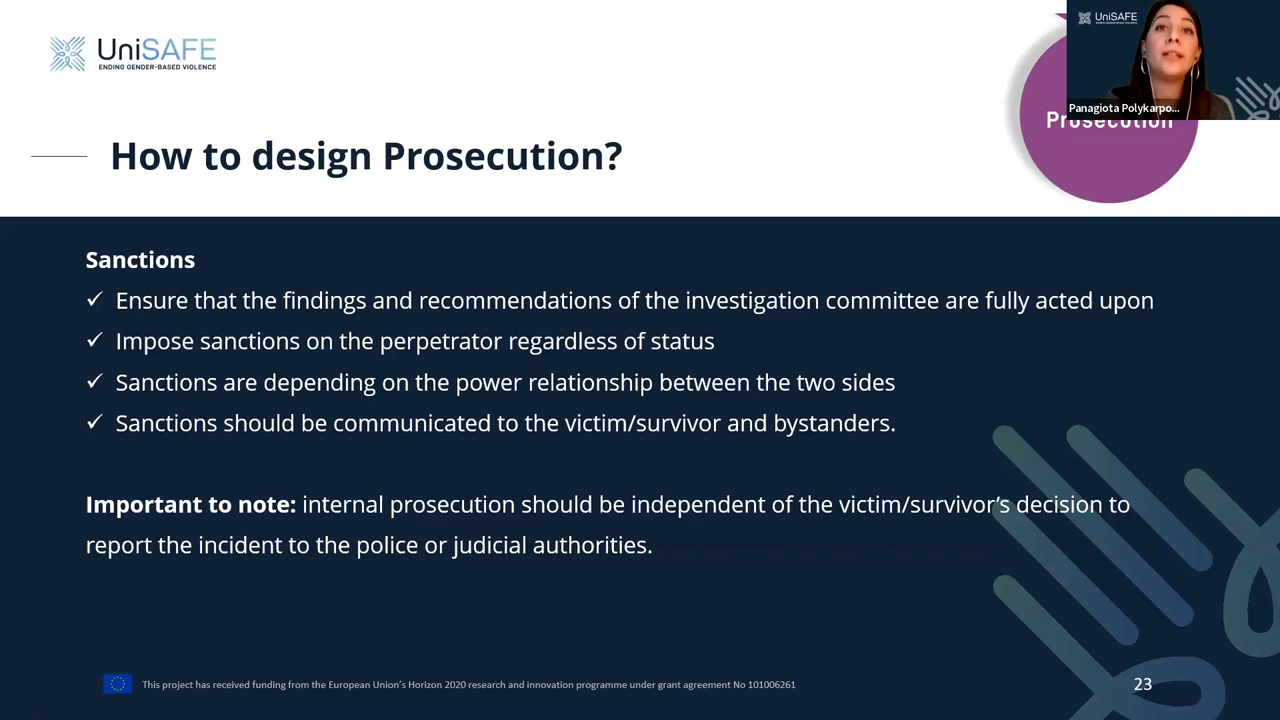 UniSAFE
ENDING GENDER-BASED VIOLENCE
UniSAFE
Panagiota Polykarpo...
Prosecution
How to design Prosecution?
Sanctions
✓ Ensure that the findings and recommendations of the investigation committee are fully acted upon
✓ Impose sanctions on the perpetrator regardless of status
✓ Sanctions are depending on the power relationship between the two sides
✓ Sanctions should be communicated to the victim/survivor and bystanders.
Important to note: internal prosecution should be independent of the victim/survivor’s decision to
report the incident to the police or judicial authorities.
This project has received funding from the European Union’s Horizon 2020 research and innovation programme under grant agreement No 101006261
23